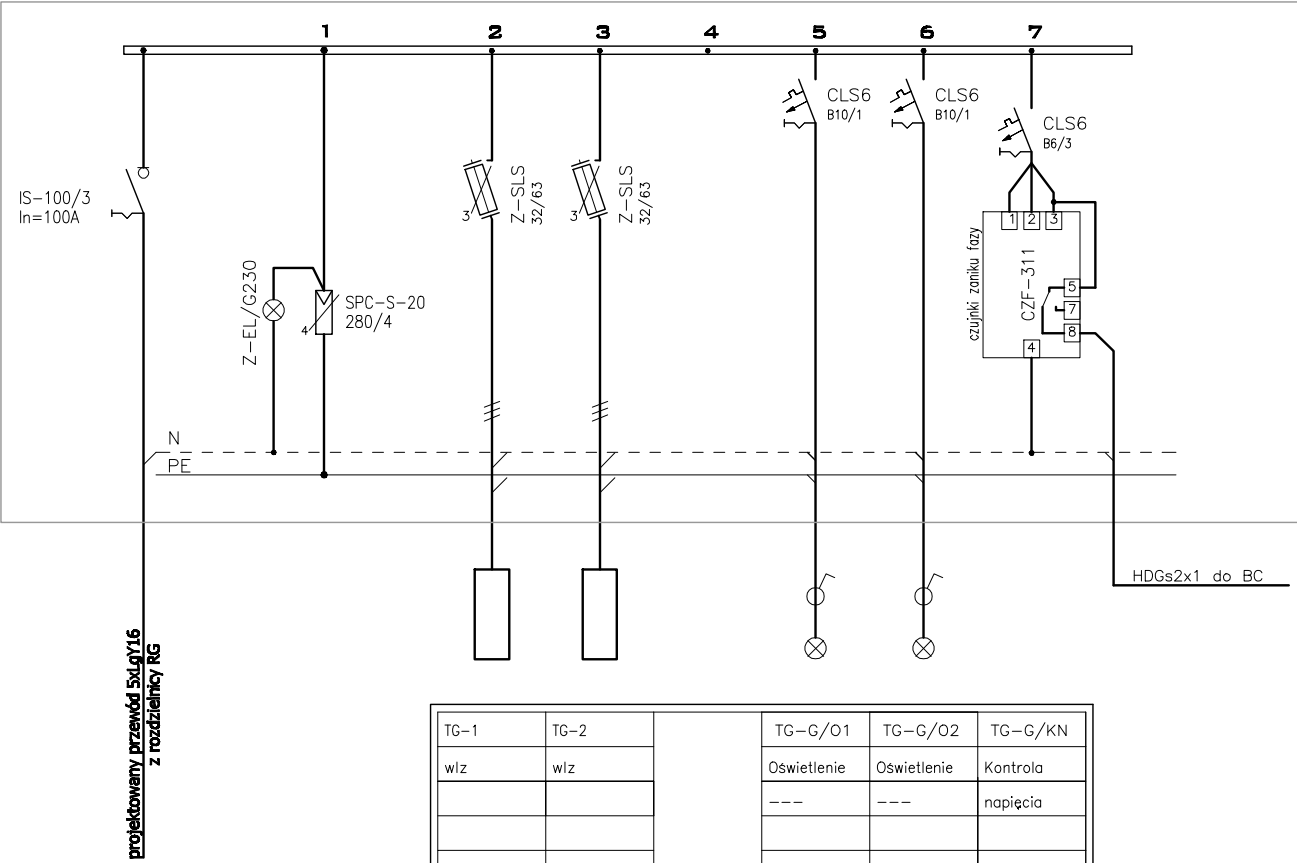 1 2 3 4 5 6 7
IS-100/3
In=100A
Z-EL/G230
SPC-S-20
280/4
4
3
Z-SLS
32/63
3
Z-SLS
32/63
CLS6
B10/1
CLS6
B10/1
CLS6
B6/3
czujnki zaniku fazy
CZF-311
1 2 3
5
7
8
4
N
PE
HDGs2x1 do BC
projektowany przewód 5xLgY16
z rozdzielnicy RG
TG-1 TG-2 TG-G/O1 TG-G/O2 TG-G/KN
wlz wlz Oświetlenie Oświetlenie Kontrola
--- --- napięcia